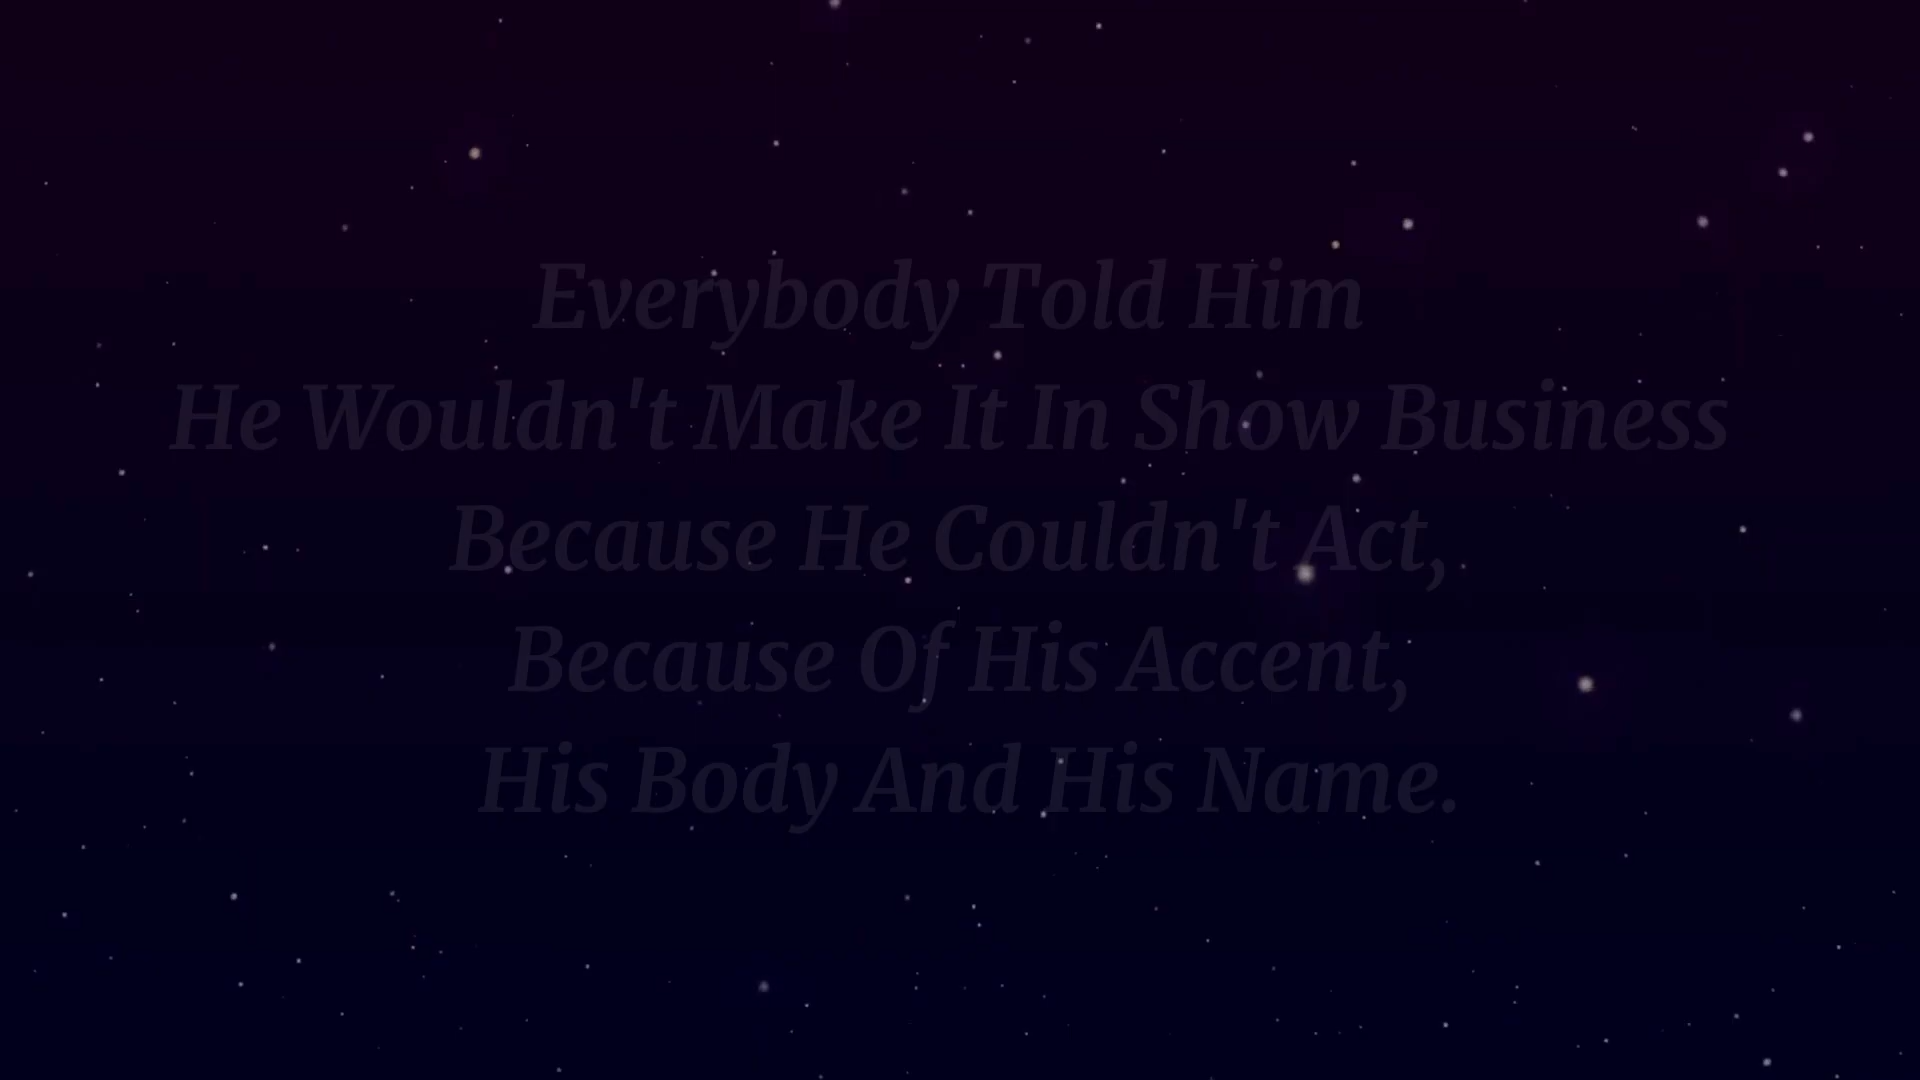 Everybody Told Him
He Wouldn't Make It In Show Business
Because He Couldn't Act,
Because Of His Accent,
His Body And His Name.